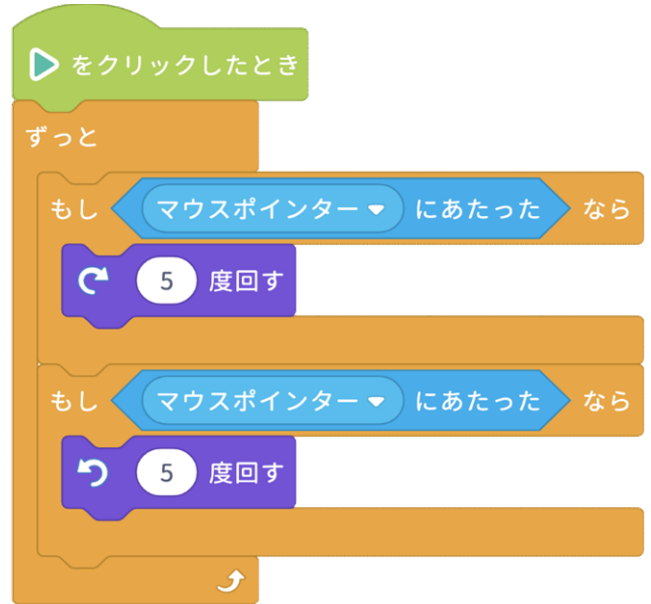 をクリックしたとき
ずっと
もし マウスポインター にあたった なら
5 度回す
もし マウスポインター にあたった なら
5 度回す